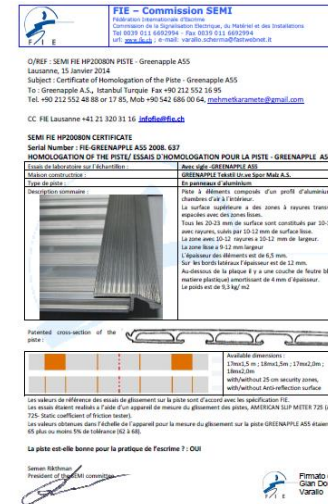 FIE – Commission SEMI
Fédération Internationale d'Escrime
Commission de la Signalisation Electrique, du Matériel et des Installations
Tel 0039 011 6692994 - Fax 0039 011 6692994
url: www.fie.ch ; e-mail: varallo.scherma@fastwebnet.it
F I E
O/REF : SEMI FIE HP20080N PISTE - Greenapple A55
Lausanne, 15 Janvier 2014
Subject : Certificate of Homologation of the Piste - Greenapple A55
To : Greenapple A.S., Istanbul Turquie Fax +90 212 552 16 95
Tel. +90 212 552 48 88 or 17 85, Mob +90 542 686 00 64, mehmetkaramete@gmail.com
CC FIE Lausanne +41 21 320 31 16 infofie@fie.ch
SEMI FIE HP20080N CERTIFICATE
Serial Number : FIE-GREENAPPLE A55 2008. 637
HOMOLOGATION OF THE PISTE/ ESSAIS D'HOMOLOGATION POUR LA PISTE - GREENAPPLE A55
Essais de laboratoire sur l'échantillon : Avec sigle -GREENAPPLE A55
Maison constructrice : GREENAPPLE Tekstil Ur.ve Spor Malz A.S.
Type de piste : En panneaux d'aluminium
Description sommaire : Piste à éléments composés d'un profil d'aluminium
chambres d'air à l'intérieur.
La surface supérieure a des zones à rayures trans
espacées avec des zones lisses.
Tous les 20-23 mm de surface sont constitués par 10-
avec rayures, suivis par 10-12 mm de surface lisse.
La zone avec 10-12 rayures a 10-12 mm de largeur.
La zone lisse a 9-12 mm largeur
L'épaisseur des éléments est de 6,5 mm.
Sur les bords latéraux l'épaisseur est de 12 mm.
Au-dessous de la plaque il y a une couche de feutre bl
matiere plastique) amortissant de 4 mm d'épaisseur.
Le poids est de 9,3 kg/ m2
Patented cross-section of the
piste :
Available dimensions :
17mx1,5 m ; 18mx1,5m ; 17mx2,0m ;
18mx2,0m
with/without 25 cm security zones,
with/without Anti-reflection surface
Les valeurs de référence des essais de glissement sur la piste sont d'accord avec les spécification FIE.
Les essais étaient realisés a l'aide d'un appareil de mesure du glissement des pistes, AMERICAN SLIP METER 725 (
725- Static coefficient of friction tester).
Les valeurs obtenues dans l'échelle de l'appareil pour la mesure du glissement sur la piste GREENAPPLE A55 étaien
65 plus ou moins 5% de tolérance (62 à 68).
La piste est-elle bonne pour la pratique de l'escrime ? : OUI
President of the SEMI committee
F I E
Firmato
Gian Do
Varallo